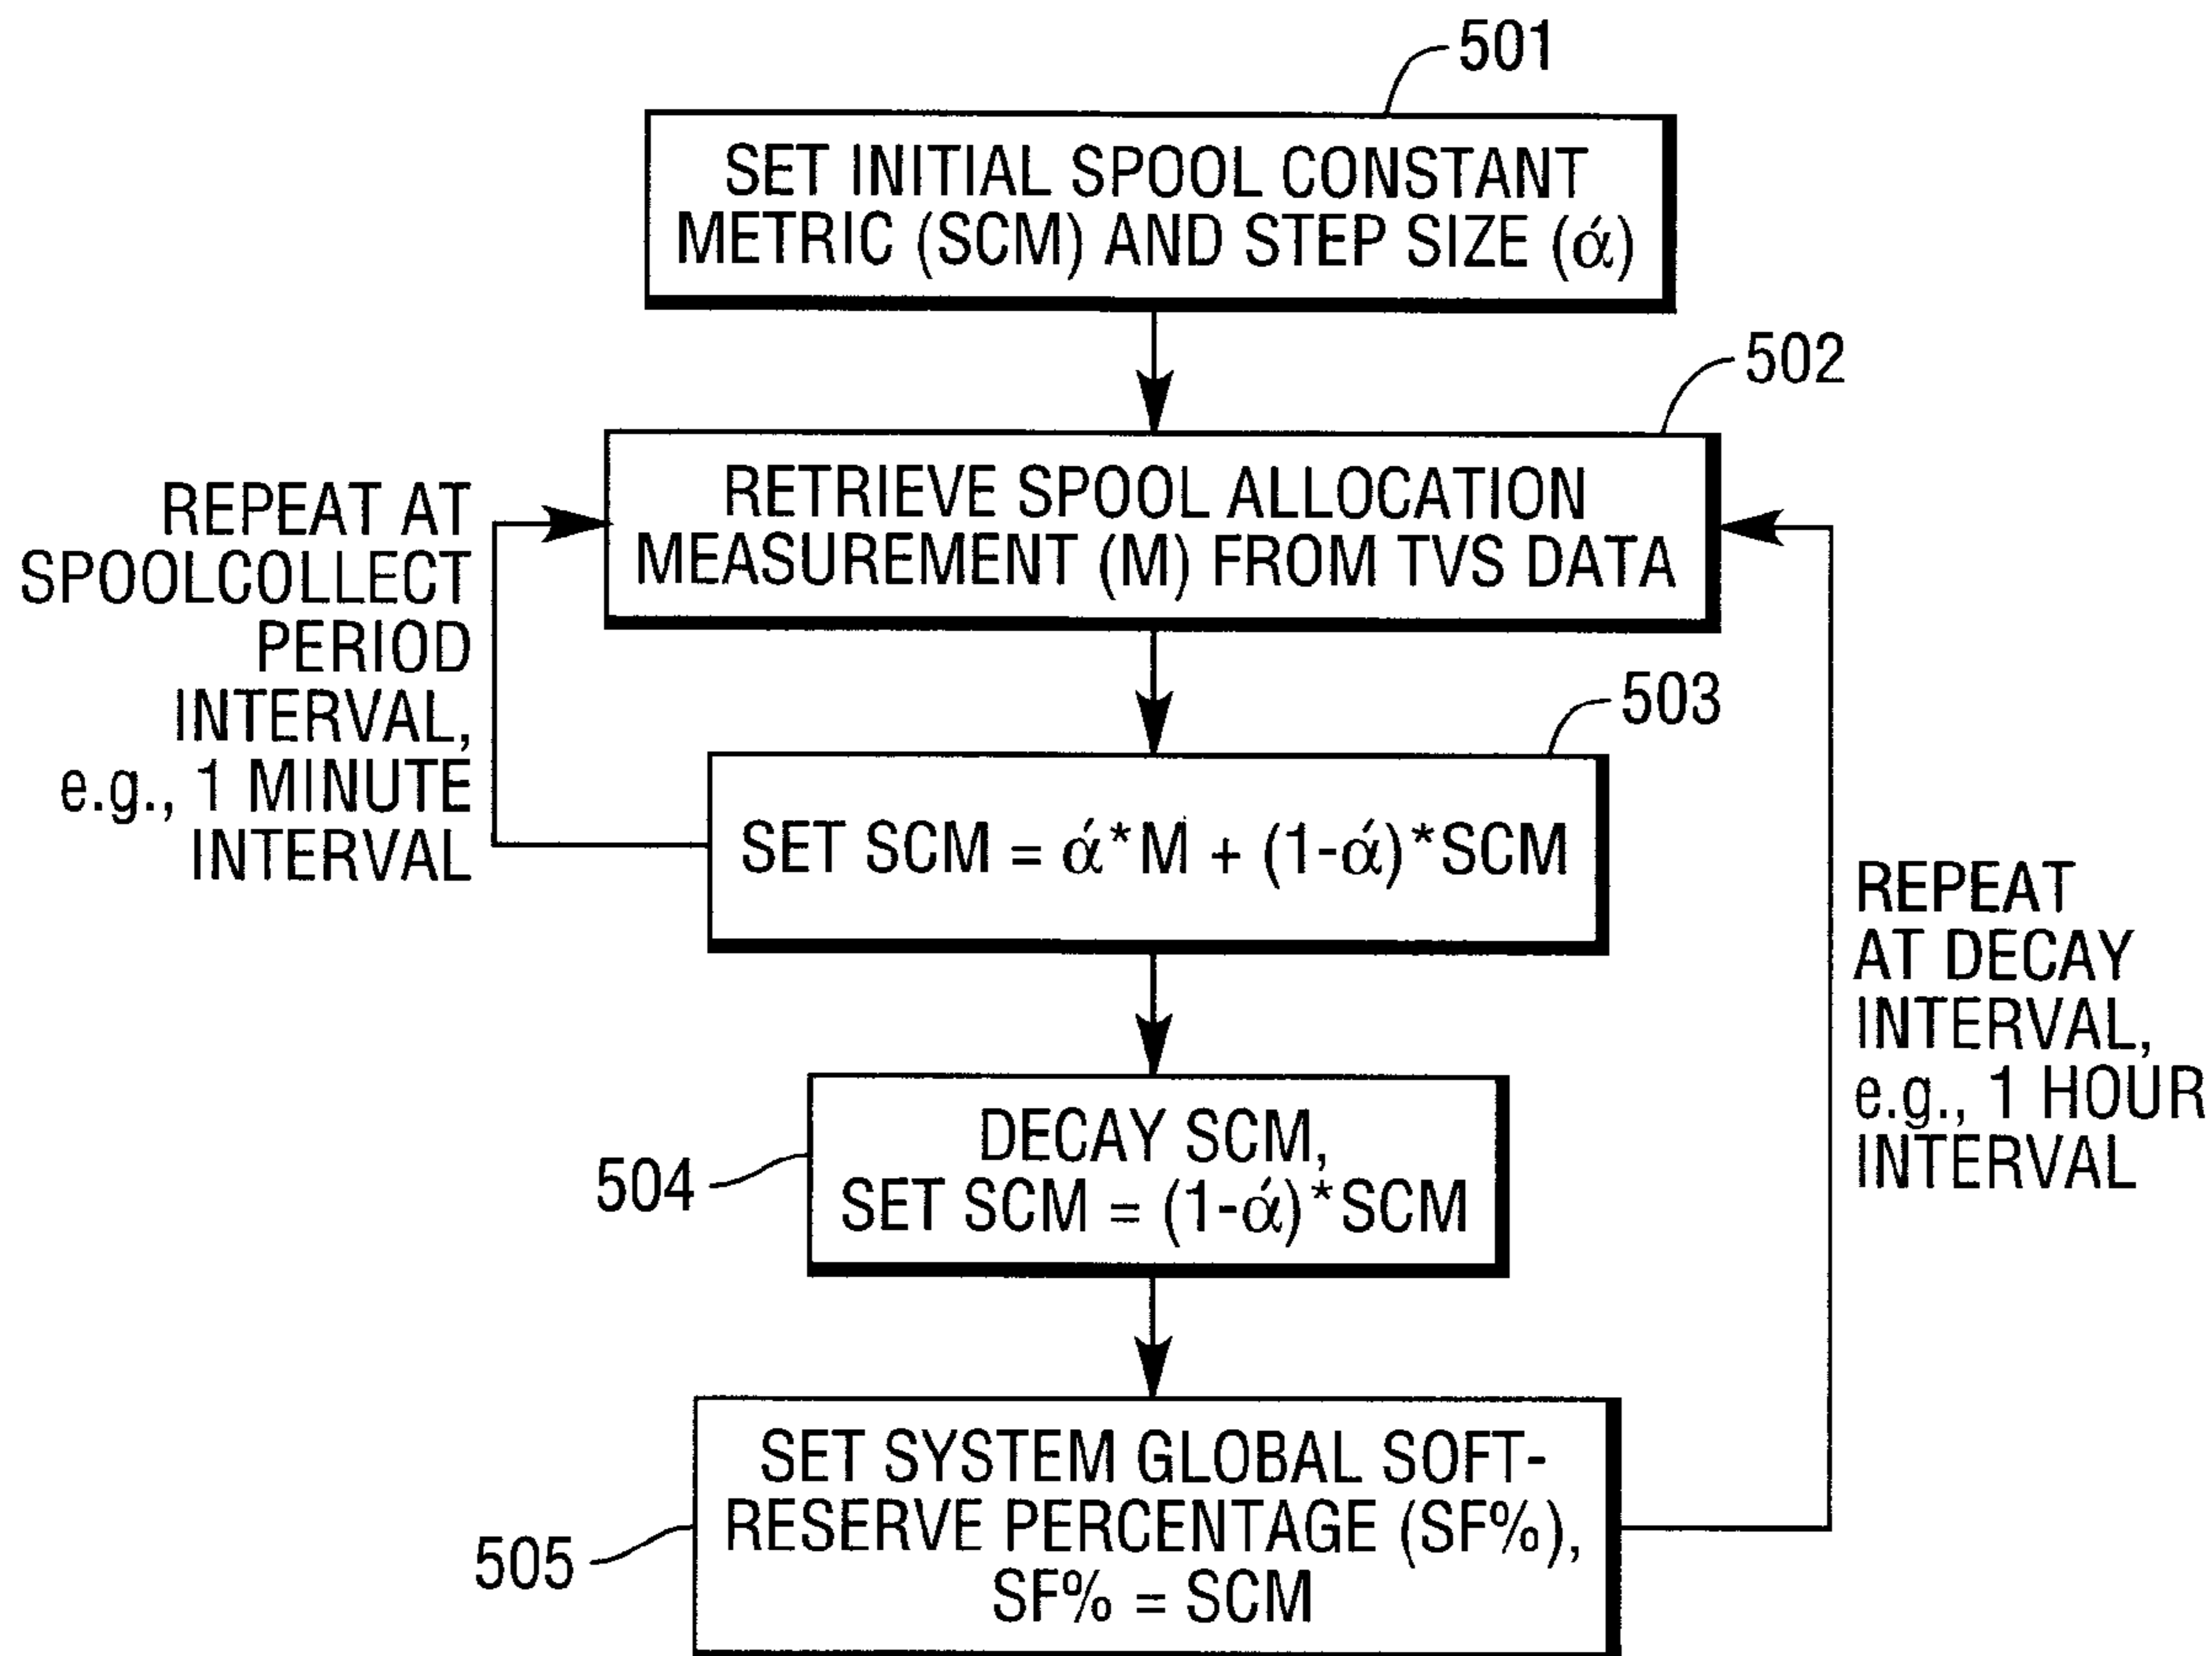 501
SET INITIAL SPOOL CONSTANT
METRIC (SCM) AND STEP SIZE (ά)
502
RETRIEVE SPOOL ALLOCATION
MEASUREMENT (M) FROM TVS DATA
REPEAT AT
SPOOLCOLLECT
PERIOD
INTERVAL,
e.g., 1 MINUTE
INTERVAL
503
SET SCM = ά*M + (1-ά)*SCM
REPEAT
AT DECAY
INTERVAL,
e.g., 1 HOUR
INTERVAL
504
DECAY SCM,
SET SCM = (1-ά)*SCM
505
SET SYSTEM GLOBAL SOFT-
RESERVE PERCENTAGE (SF%),
SF% = SCM